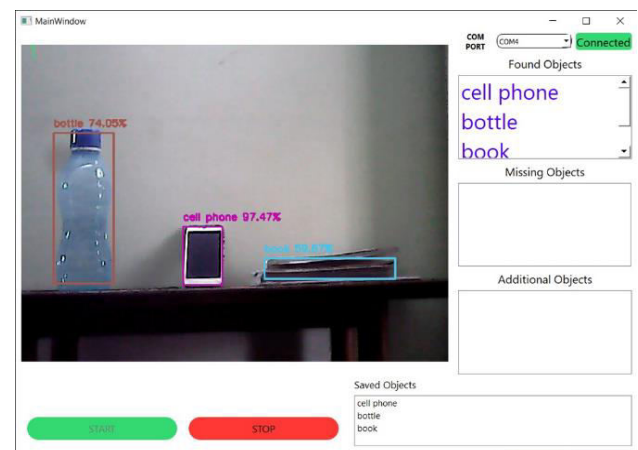 MainWindow
COM PORT
COM4
Connected
Found Objects
cell phone
bottle
book
Missing Objects
Additional Objects
bottle 74.05%
cell phone 97.47%
book
Saved Objects
cell phone
bottle
book
START
STOP